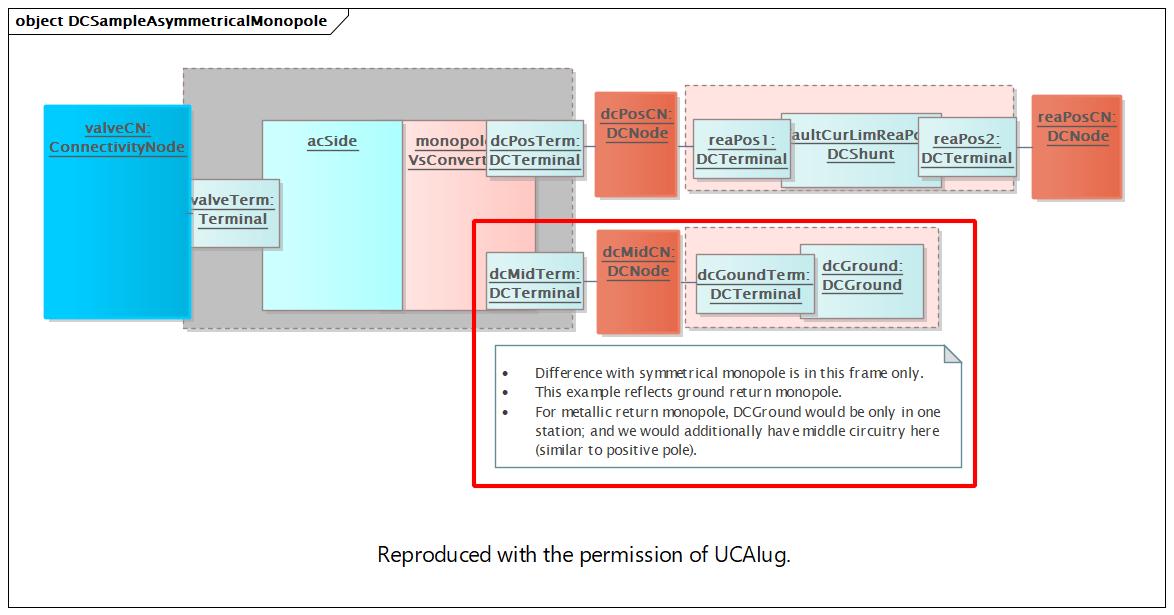 object DCSampleAsymmetricalMonopole
valveCN:
ConnectivityNode
valveTerm:
Terminal
acSide
monopol
VsConvert
dcPosTerm:
DCTerminal
dcPosCN:
DCNode
reaPos1:
DCTerminal
aultCurLimReaPo
DCShunt
reaPos2:
DCTerminal
reaPosCN:
DCNode
dcMidTerm:
DCTerminal
dcMidCN:
DCNode
dcGoundTerm:
DCTerminal
dcGround:
DCGround
• Difference with symmetrical monopole is in this frame only.
• This example reflects ground return monopole.
• For metallic return monopole, DCGround would be only in one
station; and we would additionally have middle circuitry here
(similar to positive pole).
Reproduced with the permission of UCAIug.